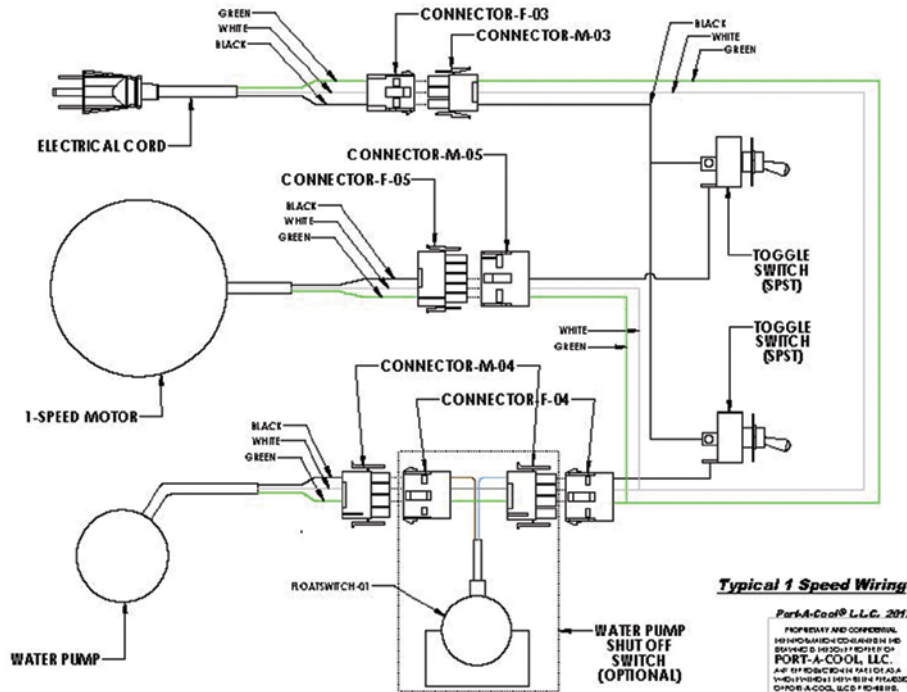 GREEN
WHITE
BLACK
CONNECTOR-F-03
CONNECTOR-M-03
BLACK
WHITE
GREEN
ELECTRICAL CORD
CONNECTOR-M-05
CONNECTOR-F-05
BLACK
WHITE
GREEN
TOGGLE
SWITCH
(SPST)
WHITE
GREEN
TOGGLE
SWITCH
(SPST)
1-SPEED MOTOR
CONNECTOR-M-04
CONNECTOR-F-04
BLACK
WHITE
GREEN
FLOATSWITCH-01
WATER PUMP
WATER PUMP
SHUT OFF
SWITCH
(OPTIONAL)
Typical 1 Speed Wiring
Port-A-Cool® L.L.C. 201
PROPRIETARY AND CONFIDENTIAL
PORT-A-COOL, LLC.